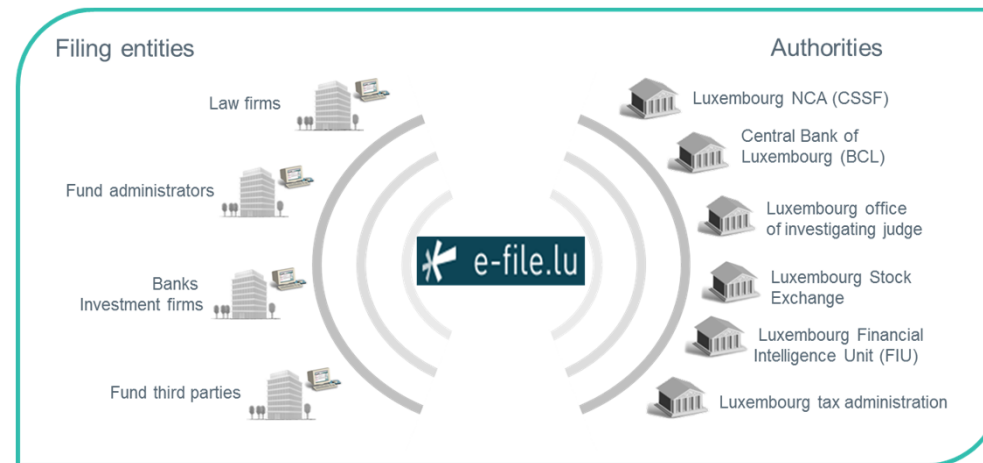 Filing entities
Law firms
Fund administrators
Banks
Investment firms
Fund third parties
e-file.lu
Authorities
Luxembourg NCA (CSSF)
Central Bank of
Luxembourg (BCL)
Luxembourg office
of investigating judge
Luxembourg Stock
Exchange
Luxembourg Financial
Intelligence Unit (FIU)
Luxembourg tax administration